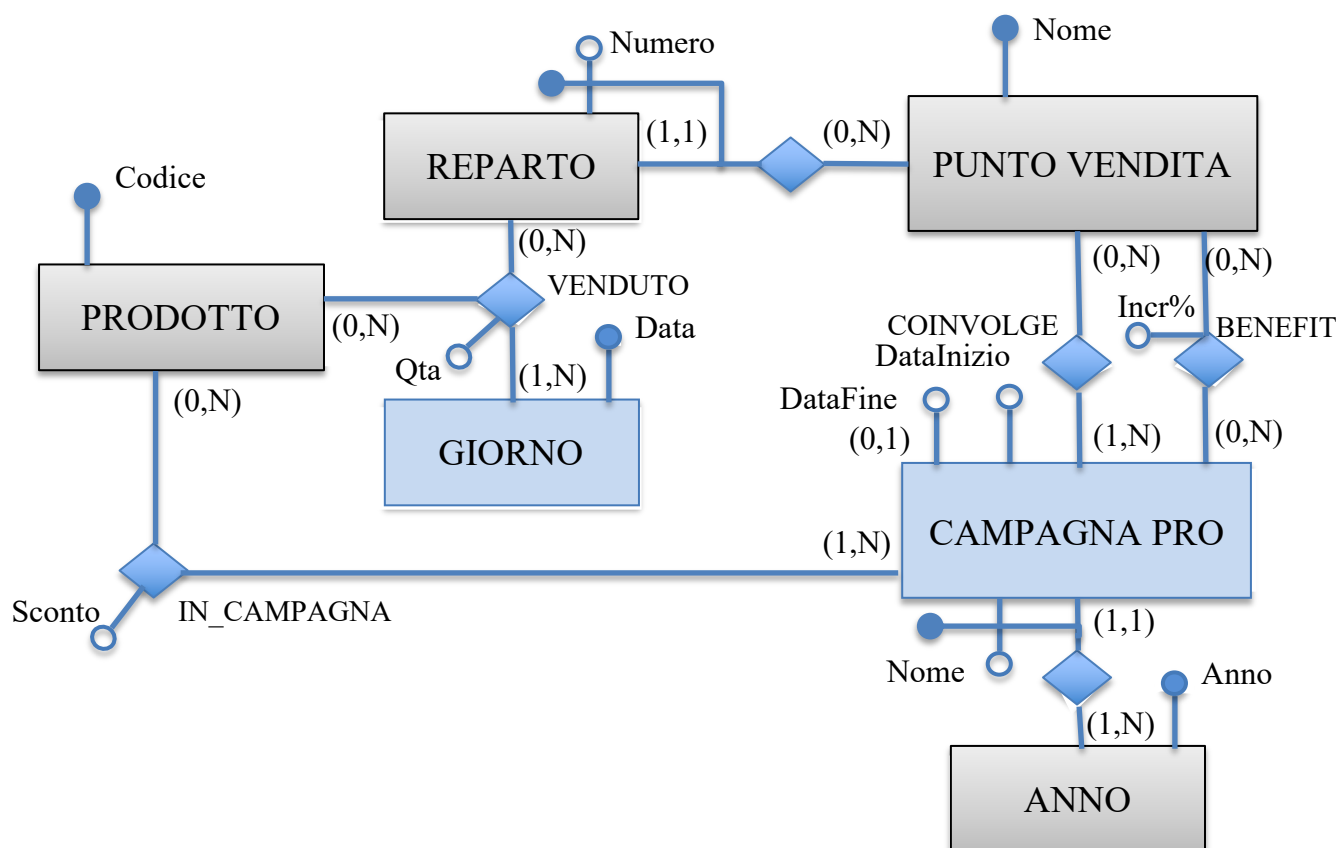 Nome
Numero
(1,1)
(0,N)
REPARTO
PUNTO VENDITA
Codice
(0,N)
(0,N)
(0,N)
VENDUTO
PRODOTTO
(0,N)
Incr%
Data
COINVOLGE
BENEFIT
DataInizio
Qta
(1,N)
(0,N)
DataFine
(0,1)
(1,N)
(0,N)
GIORNO
CAMPAGNA PRO
(1,N)
Sconto
IN_CAMPAGNA
(1,1)
Nome
Anno
(1,N)
ANNO